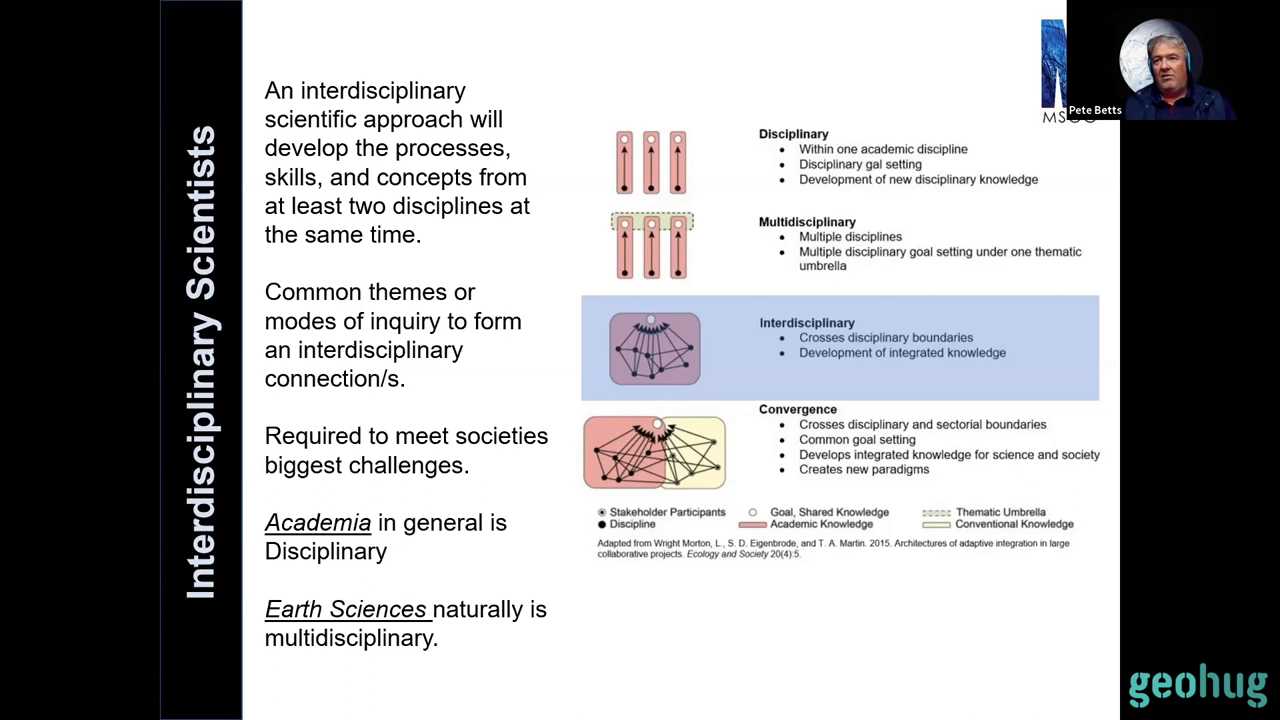 Interdisciplinary Scientists
An interdisciplinary
scientific approach will
develop the processes,
skills, and concepts from
at least two disciplines at
the same time.
Common themes or
modes of inquiry to form
an interdisciplinary
connection/s.
Required to meet societies
biggest challenges.
Academia in general is
Disciplinary
Earth Sciences naturally is
multidisciplinary.
Disciplinary
Within one academic discipline
Disciplinary gal setting
Development of new disciplinary knowledge
Multidisciplinary
Multiple disciplines
Multiple disciplinary goal setting under one thematic
umbrella
Interdisciplinary
Crosses disciplinary boundaries
Development of integrated knowledge
Convergence
Crosses disciplinary and sectorial boundaries
Common goal setting
Develops integrated knowledge for science and society
Creates new paradigms
Stakeholder Participants
Goal, Shared Knowledge
Thematic Umbrella
Discipline
Academic Knowledge
Conventional Knowledge
Adapted from Wright Morton, L., S. D. Eigenbrode, and T. A. Martin. 2015. Architectures of adaptive integration in large
collaborative projects. Ecology and Society 20(4):5.
Pete Betts
geohug